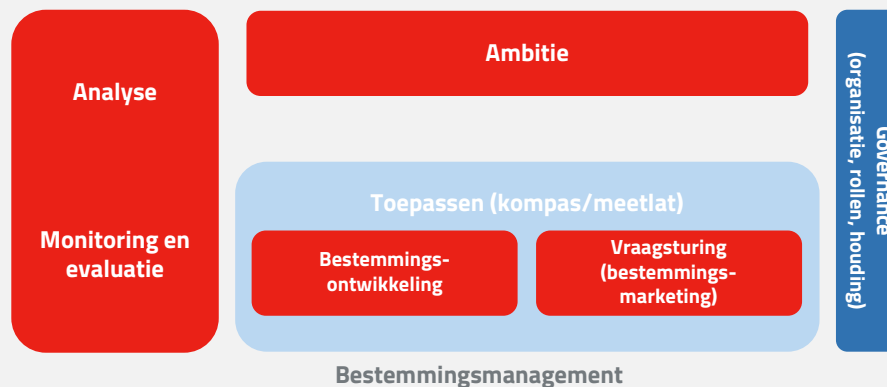 Analyse
Monitoring en
evaluatie
Ambitie
Toepassen (kompas/meetlat)
Bestemmings-
ontwikkeling
Vraagsturing
(bestemmings-
marketing)
Governance
(organisatie, rollen, houding)
Bestemmingsmanagement